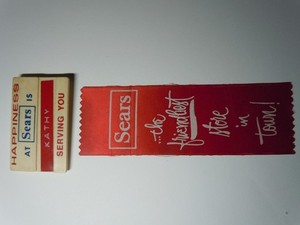 HAPPINESS
AT Sears IS
KATHY
SERVING YOU
Sears
...the
friendliest
store
in
town!